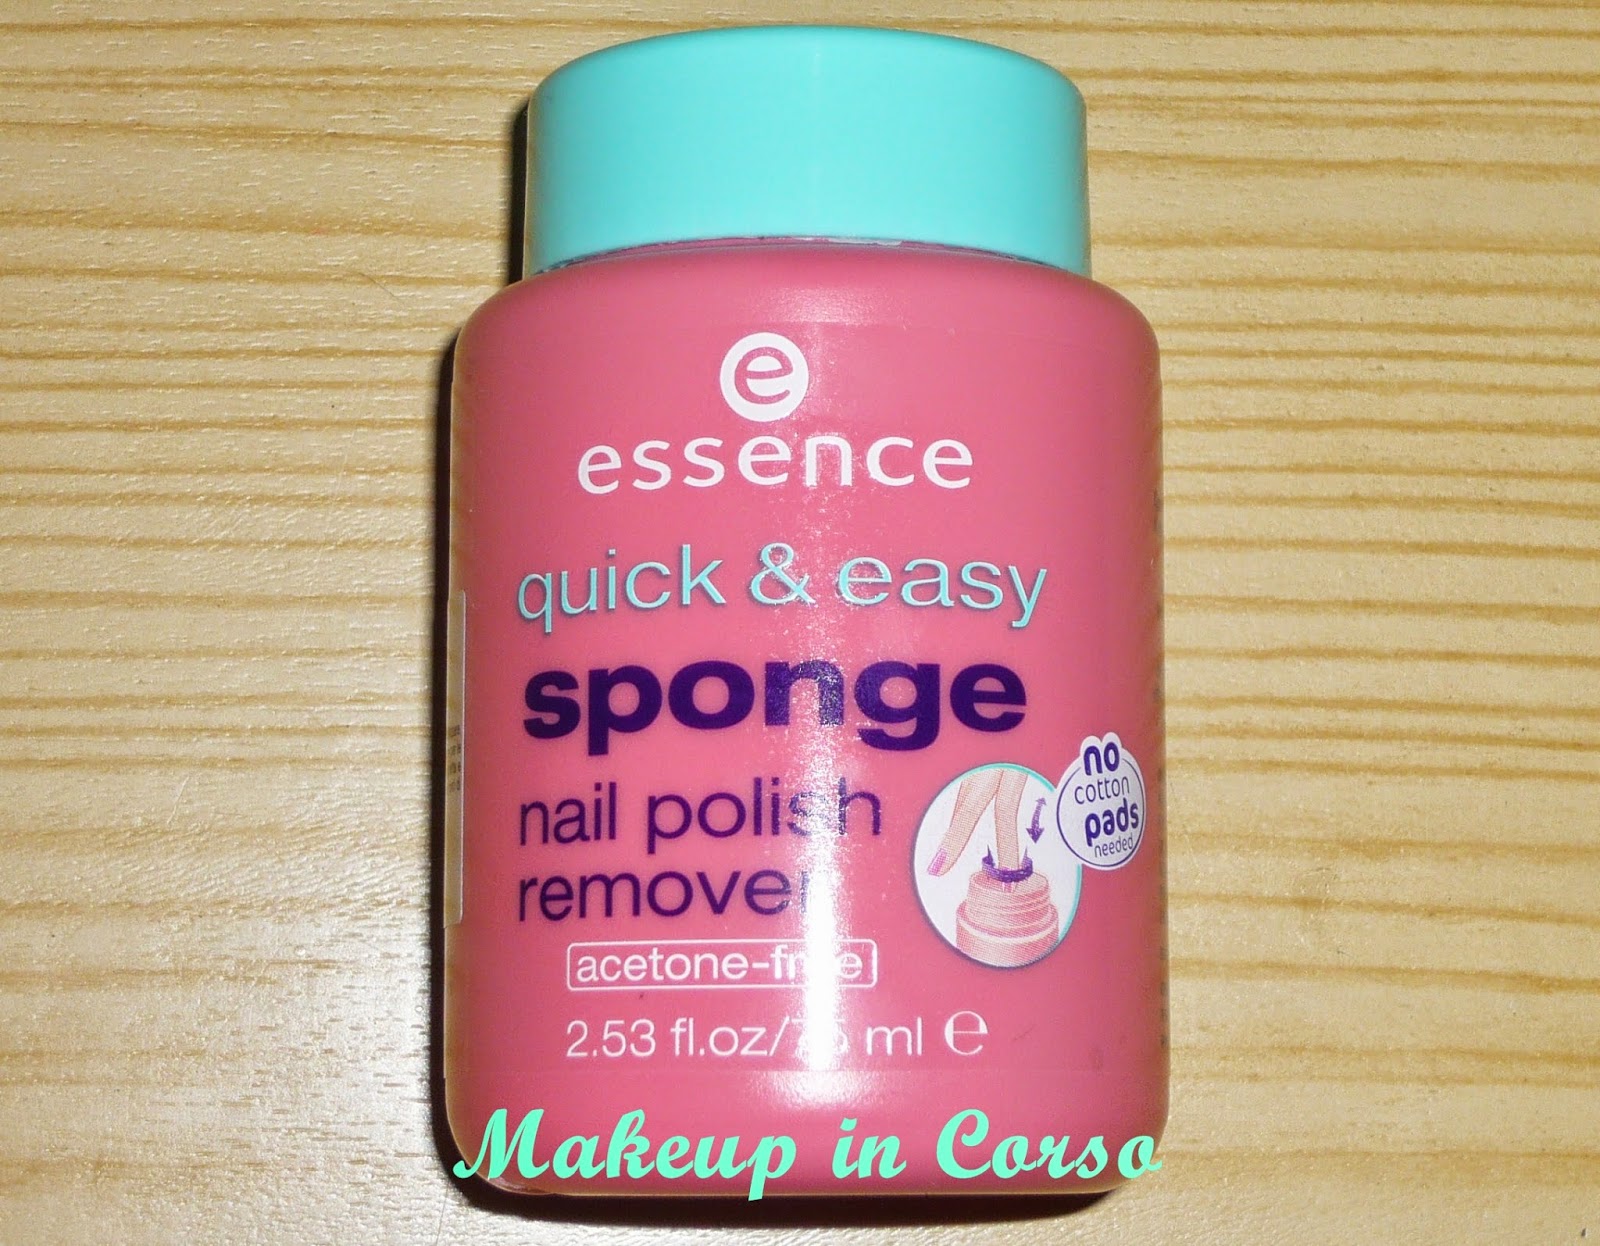 e
essence
quick & easy
sponge
nail polish
remover
no
cotton
pads
needed
acetone-free
2.53 fl.oz/75 ml e
Makeup in Corso